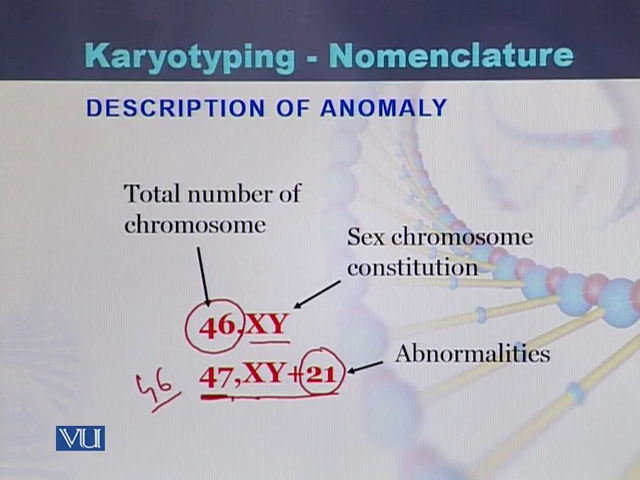 Karyotyping - Nomenclature
DESCRIPTION OF ANOMALY
Total number of
chromosome
Sex chromosome
constitution
46,XY
Abnormalities
47,XY+21
46
VU